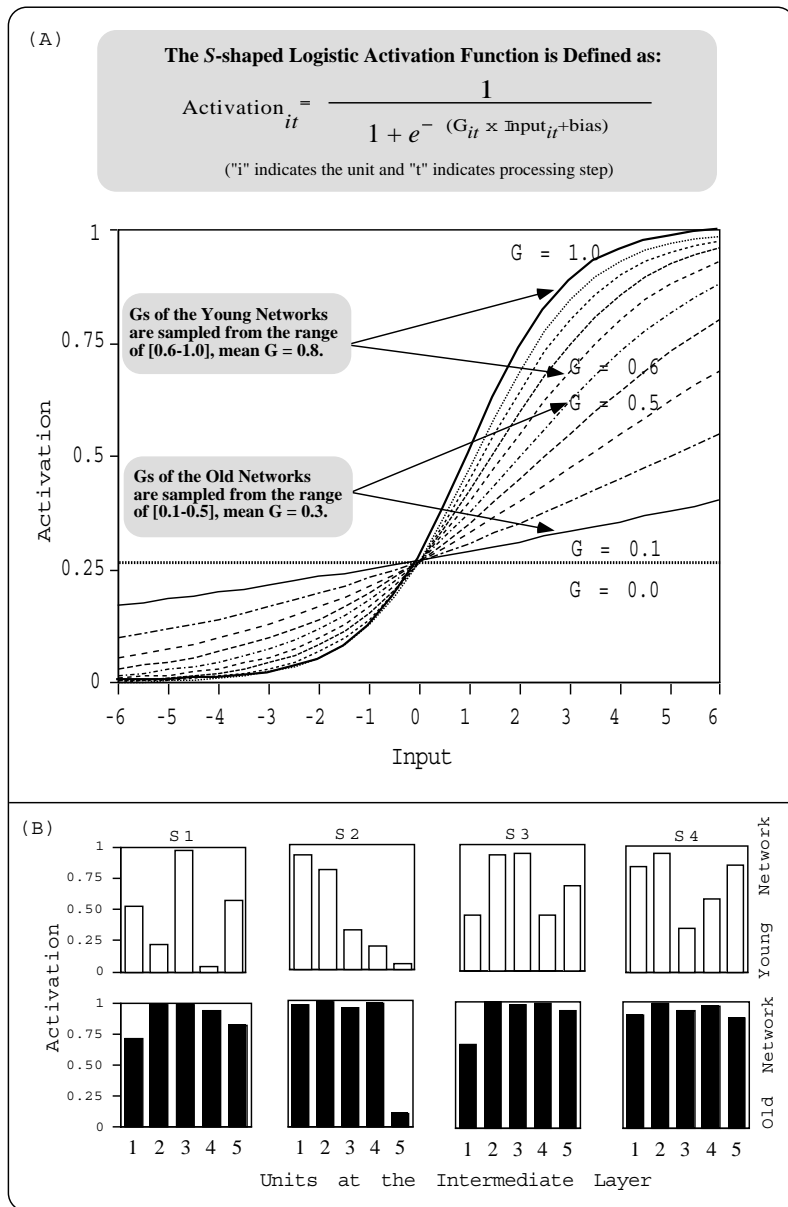 (A)
The S-shaped Logistic Activation Function is Defined as:
Activation_it = 1 / (1 + e^-(G_it x Input_it+bias))
("i" indicates the unit and "t" indicates processing step)
1
0.75
0.5
0.25
0
Activation
G = 1.0
Gs of the Young Networks
are sampled from the range
of [0.6-1.0], mean G = 0.8.
G = 0.6
G = 0.5
Gs of the Old Networks
are sampled from the range
of [0.1-0.5], mean G = 0.3.
G = 0.1
G = 0.0
-6 -5 -4 -3 -2 -1 0 1 2 3 4 5 6
Input
(B)
S1 S2 S3 S4
1
0.75
0.50
0.25
0
Young Network
1
0.75
0.50
0.25
0
Old Network
Activation
1 2 3 4 5 1 2 3 4 5 1 2 3 4 5 1 2 3 4 5
Units at the Intermediate Layer